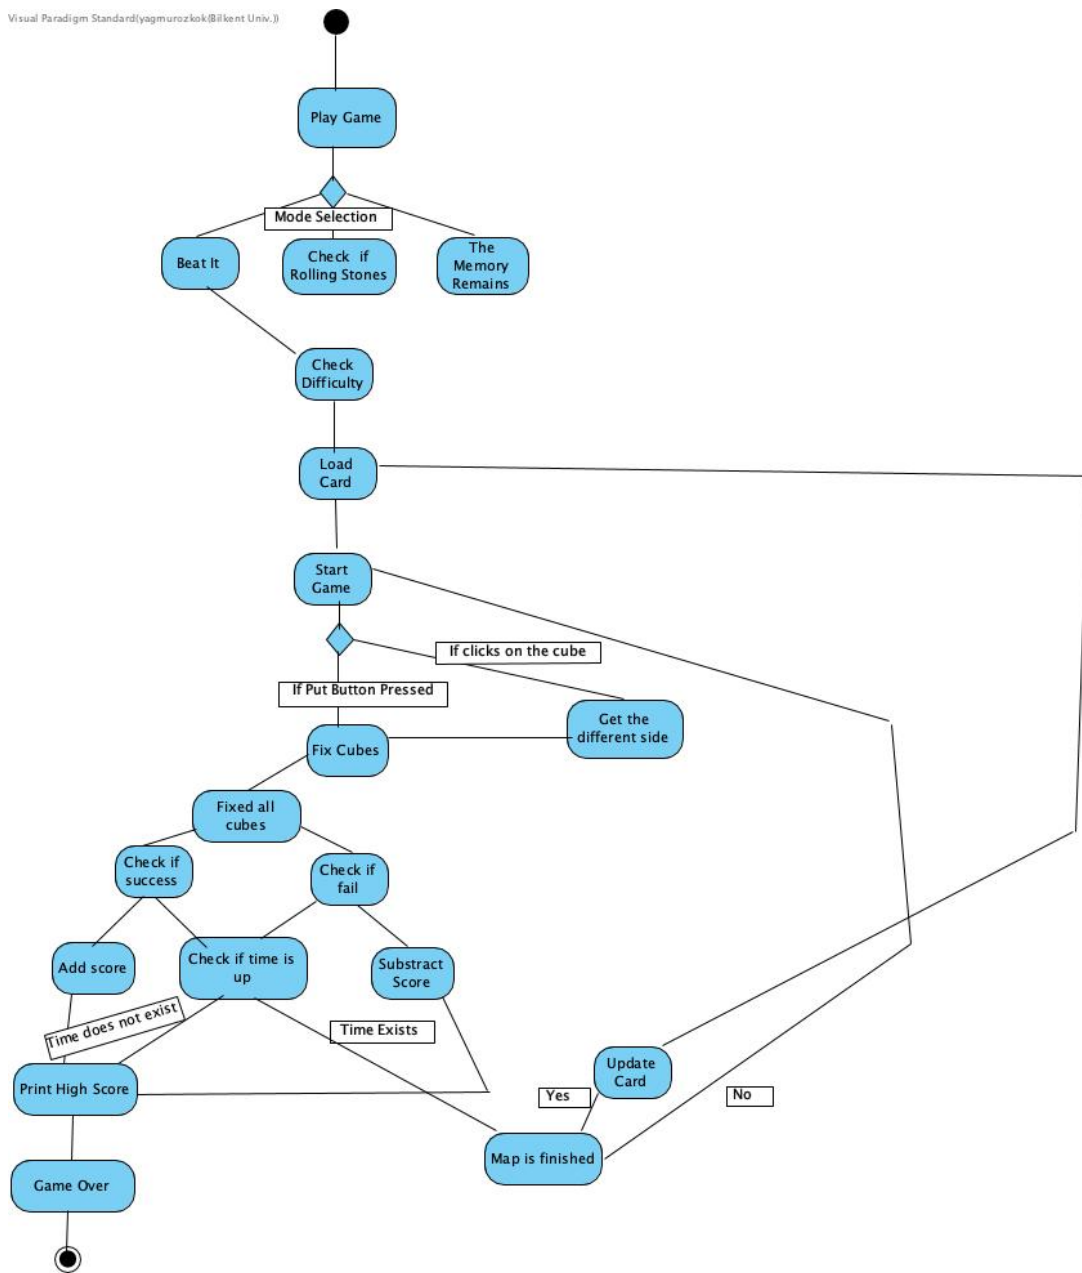 Visual Paradigm Standard(yagmurozkok(Bilkent Univ.))
Play Game
Mode Selection
Beat It
Check if
Rolling Stones
The
Memory
Remains
Check
Difficulty
Load
Card
Start
Game
If clicks on the cube
If Put Button Pressed
Get the
different side
Fix Cubes
Fixed all
cubes
Check if
success
Check if
fail
Add score
Check if time is
up
Substract
Score
Time does not exist
Time Exists
Update
Card
Print High Score
Yes
No
Map is finished
Game Over